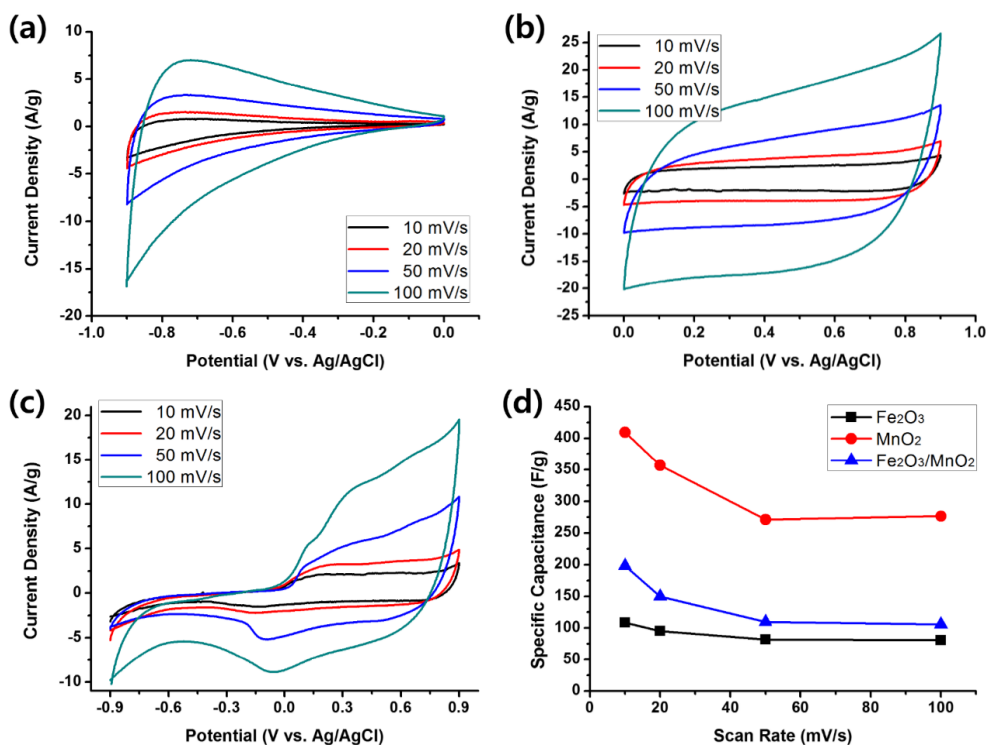 (a)
10
5
0
-5
-10
-15
-20
Current Density (A/g)
10 mV/s
20 mV/s
50 mV/s
100 mV/s
-1.0 -0.8 -0.6 -0.4 -0.2 0.0
Potential (V vs. Ag/AgCl)
(b)
25
20
15
10
5
0
-5
-10
-15
-20
-25
Current Density (A/g)
10 mV/s
20 mV/s
50 mV/s
100 mV/s
0.0 0.2 0.4 0.6 0.8 1.0
Potential (V vs. Ag/AgCl)
(c)
20
15
10
5
0
-5
-10
Current Density (A/g)
10 mV/s
20 mV/s
50 mV/s
100 mV/s
-0.9 -0.6 -0.3 0.0 0.3 0.6 0.9
Potential (V vs. Ag/AgCl)
(d)
450
400
350
300
250
200
150
100
50
0
Specific Capacitance (F/g)
Fe₂O₃
MnO₂
Fe₂O₃/MnO₂
20 40 60 80 100
Scan Rate (mV/s)